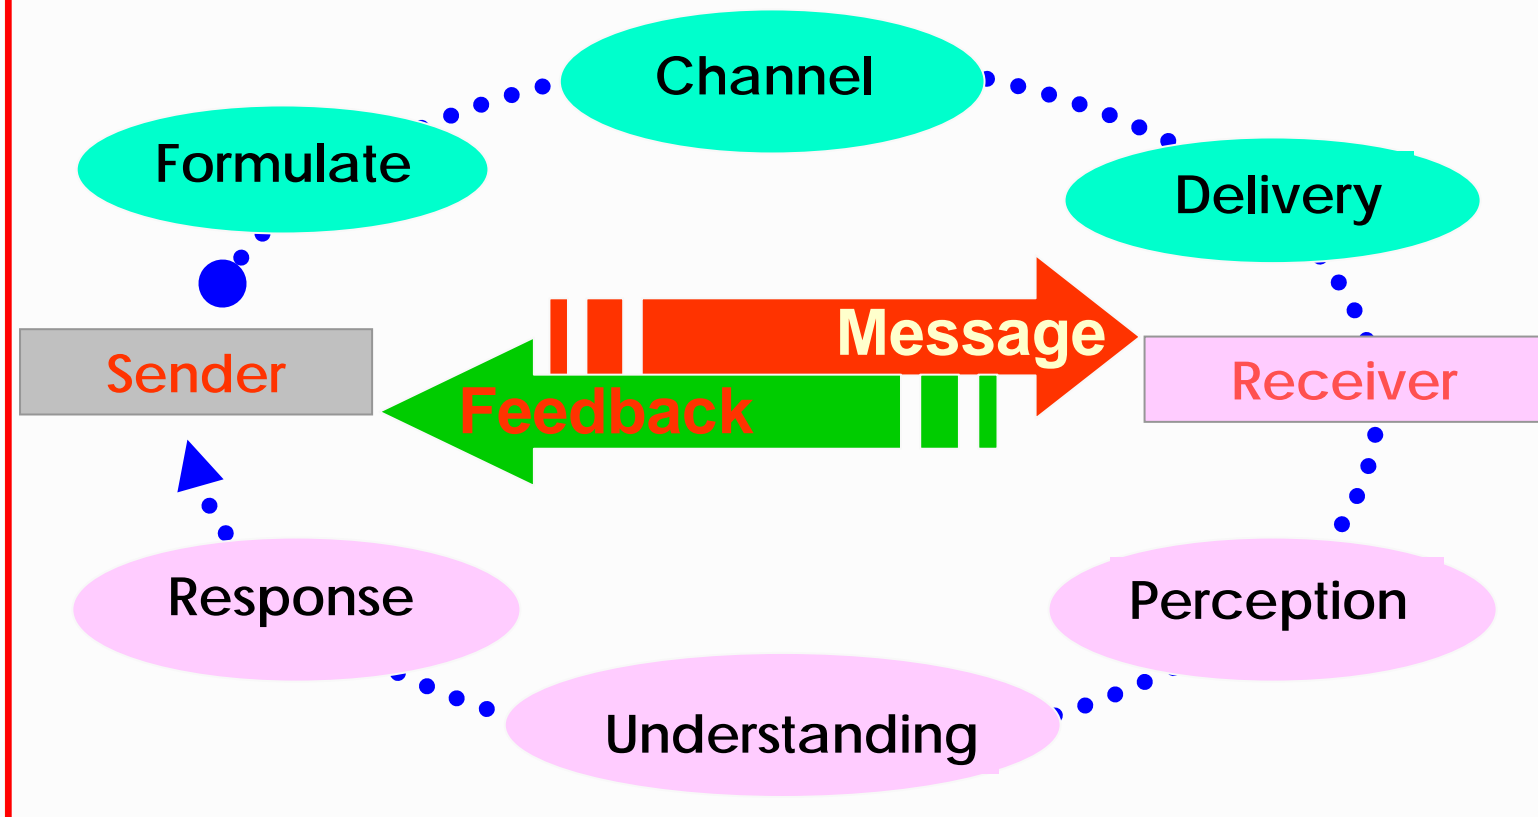 Channel
Formulate
Delivery
Message
Sender
Receiver
Feedback
Response
Perception
Understanding